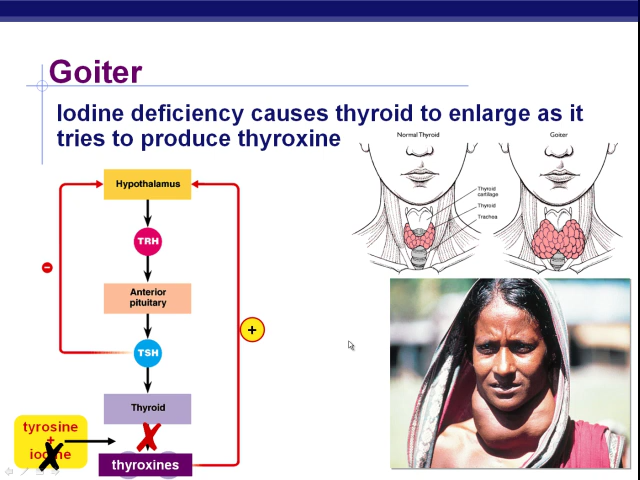 Goiter
Iodine deficiency causes thyroid to enlarge as it
tries to produce thyroxine
Normal Thyroid
Goiter
Thyroid
cartilage
Thyroid
Trachea
Hypothalamus
TRH
–
Anterior
pituitary
+
TSH
Thyroid
tyrosine
+
iodine
thyroxines